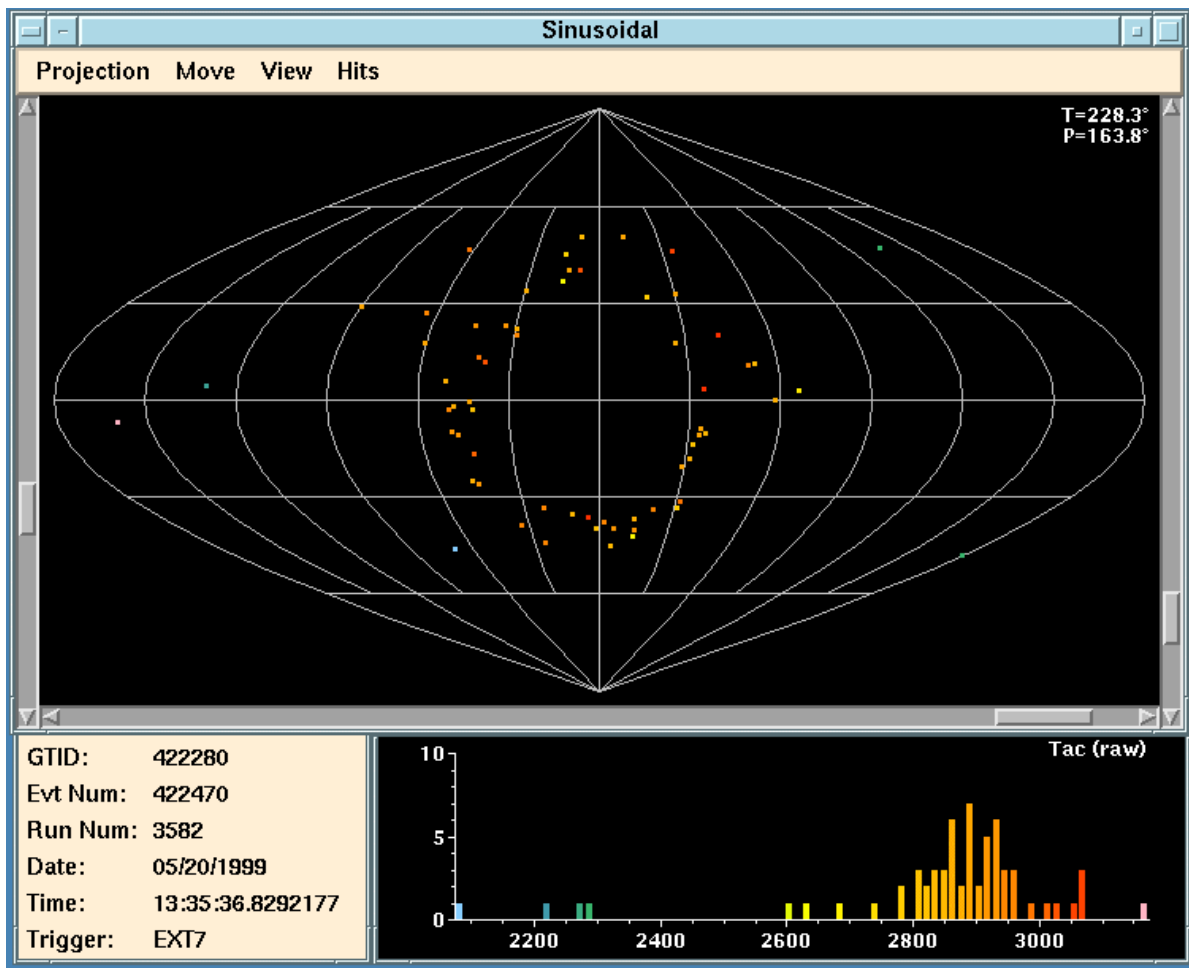 Sinusoidal
Projection Move View Hits
T=228.3°
P=163.8°
GTID: 422280
Evt Num: 422470
Run Num: 3582
Date: 05/20/1999
Time: 13:35:36.8292177
Trigger: EXT7
Tac (raw)
10
5
0
2200 2400 2600 2800 3000